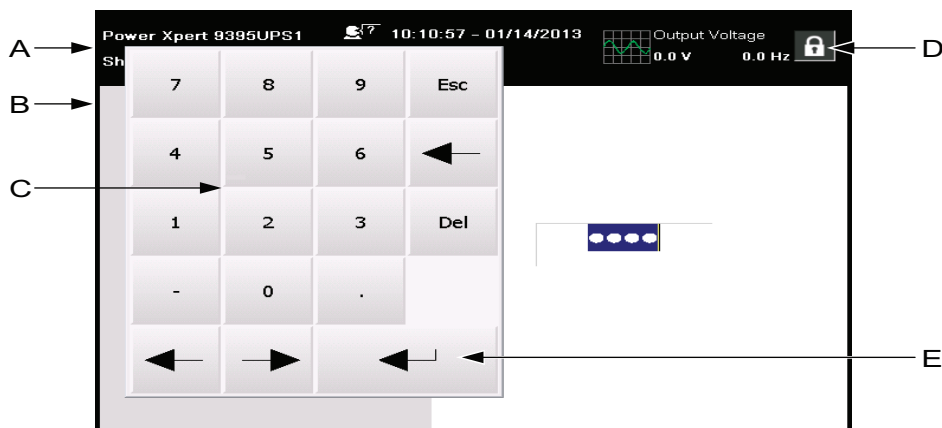 A
Power Xpert 9395UPS1 ? 10:10:57 - 01/14/2013 Output Voltage
Sh 0.0 V 0.0 Hz
D
B
7 8 9 Esc
4 5 6
C
1 2 3 Del
- 0 .
E